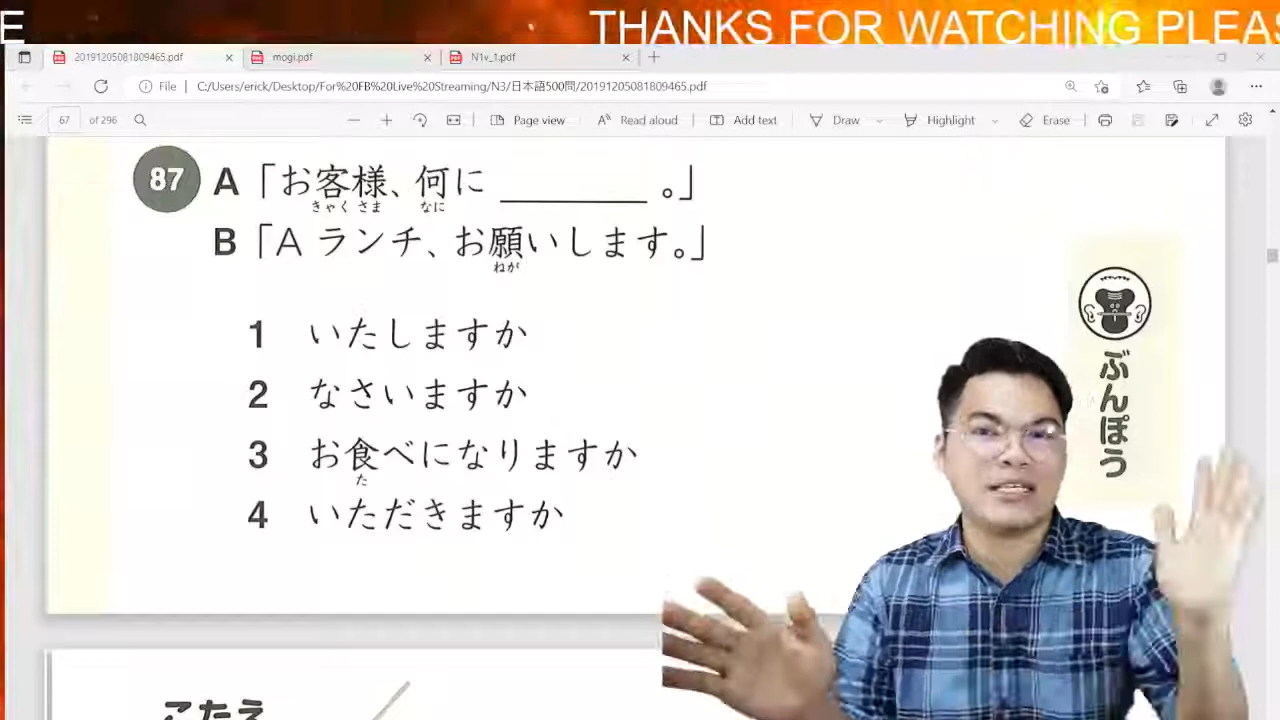 E THANKS FOR WATCHING PLEAS
20191205081809465.pdf mogi.pdf N1v_1.pdf
File C:/Users/erick/Desktop/For%20FB%20Live%20Streaming/N3/日本語500問/20191205081809465.pdf
67 of 296 Page view Read aloud Add text Draw Highlight Erase
87 A「お客様、何に ________ 。」
きゃく さま なに
B「A ランチ、お願いします。」
ねが
1 いたしますか
2 なさいますか
3 お食べになりますか
た
4 いただきますか
ぶんぽう
こたえ